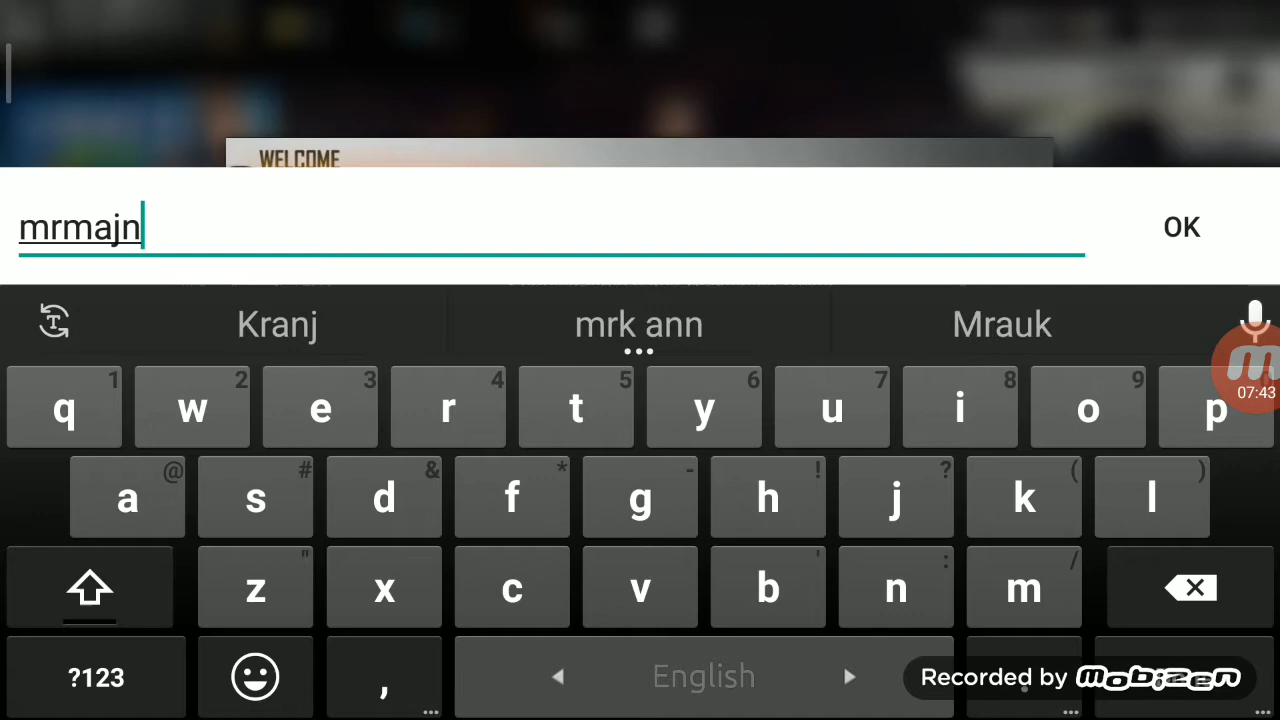 WELCOME
mrmajn
OK
Kranj mrk ann Mrauk
07:43
1 2 3 4 5 6 7 8 9
q w e r t y u i o p
@ # & * - ! ? ( )
a s d f g h j k l
" ' : /
z x c v b n m
?123 , English
Recorded by mobizen